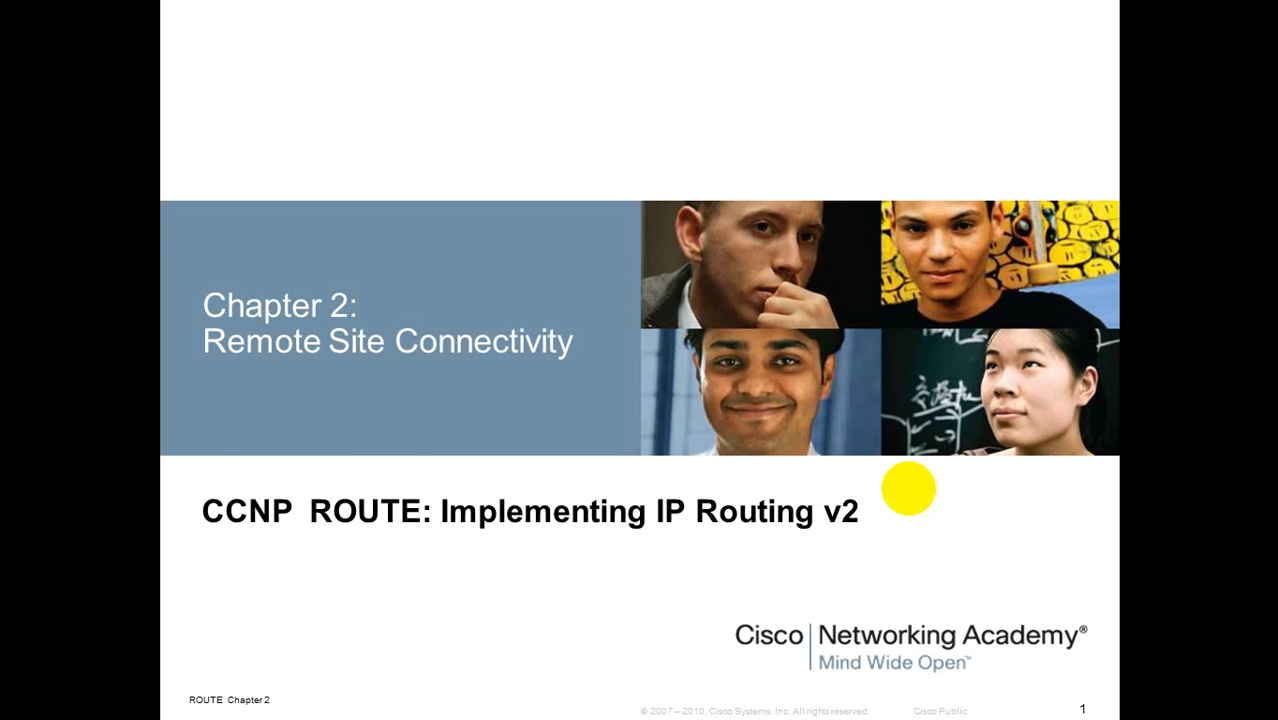 Chapter 2:
Remote Site Connectivity
CCNP ROUTE: Implementing IP Routing v2
Cisco Networking Academy®
Mind Wide Open™
ROUTE Chapter 2
© 2007 – 2010, Cisco Systems, Inc. All rights reserved. Cisco Public
1